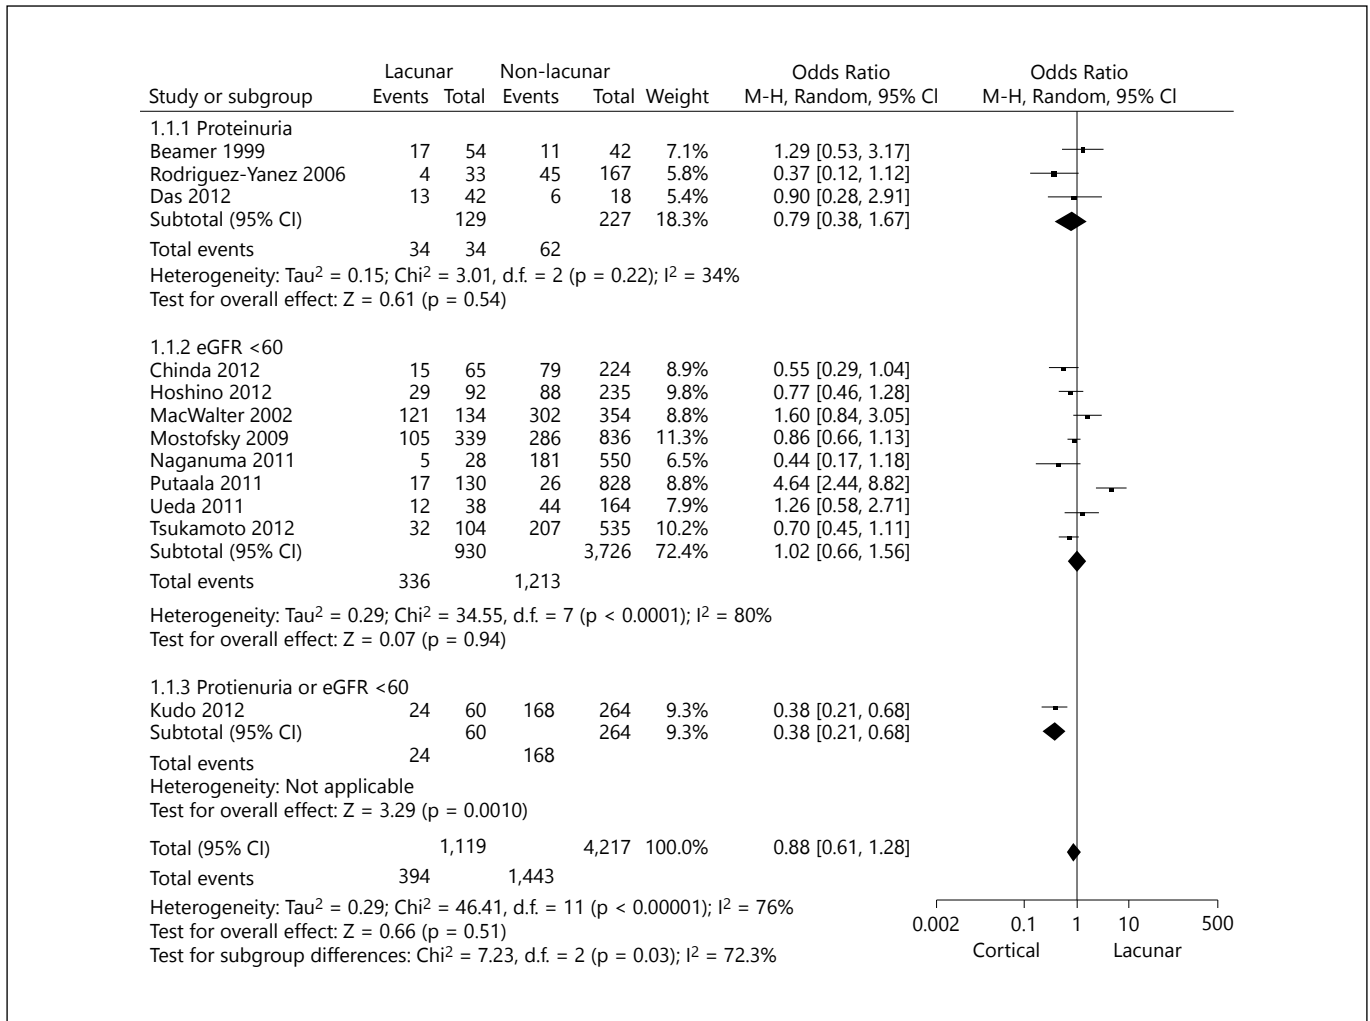 Lacunar Non-lacunar Odds Ratio Odds Ratio
Study or subgroup Events Total Events Total Weight M-H, Random, 95% CI M-H, Random, 95% CI
1.1.1 Proteinuria
Beamer 1999 17 54 11 42 7.1% 1.29 [0.53, 3.17]
Rodriguez-Yanez 2006 4 33 45 167 5.8% 0.37 [0.12, 1.12]
Das 2012 13 42 6 18 5.4% 0.90 [0.28, 2.91]
Subtotal (95% CI) 129 227 18.3% 0.79 [0.38, 1.67]
Total events 34 34 62
Heterogeneity: Tau² = 0.15; Chi² = 3.01, d.f. = 2 (p = 0.22); I² = 34%
Test for overall effect: Z = 0.61 (p = 0.54)
1.1.2 eGFR <60
Chinda 2012 15 65 79 224 8.9% 0.55 [0.29, 1.04]
Hoshino 2012 29 92 88 235 9.8% 0.77 [0.46, 1.28]
MacWalter 2002 121 134 302 354 8.8% 1.60 [0.84, 3.05]
Mostofsky 2009 105 339 286 836 11.3% 0.86 [0.66, 1.13]
Naganuma 2011 5 28 181 550 6.5% 0.44 [0.17, 1.18]
Putaala 2011 17 130 26 828 8.8% 4.64 [2.44, 8.82]
Ueda 2011 12 38 44 164 7.9% 1.26 [0.58, 2.71]
Tsukamoto 2012 32 104 207 535 10.2% 0.70 [0.45, 1.11]
Subtotal (95% CI) 930 3,726 72.4% 1.02 [0.66, 1.56]
Total events 336 1,213
Heterogeneity: Tau² = 0.29; Chi² = 34.55, d.f. = 7 (p < 0.0001); I² = 80%
Test for overall effect: Z = 0.07 (p = 0.94)
1.1.3 Protienuria or eGFR <60
Kudo 2012 24 60 168 264 9.3% 0.38 [0.21, 0.68]
Subtotal (95% CI) 60 264 9.3% 0.38 [0.21, 0.68]
Total events 24 168
Heterogeneity: Not applicable
Test for overall effect: Z = 3.29 (p = 0.0010)
Total (95% CI) 1,119 4,217 100.0% 0.88 [0.61, 1.28]
Total events 394 1,443
Heterogeneity: Tau² = 0.29; Chi² = 46.41, d.f. = 11 (p < 0.00001); I² = 76%
Test for overall effect: Z = 0.66 (p = 0.51)
Test for subgroup differences: Chi² = 7.23, d.f. = 2 (p = 0.03); I² = 72.3%
0.002 0.1 1 10 500
Cortical Lacunar